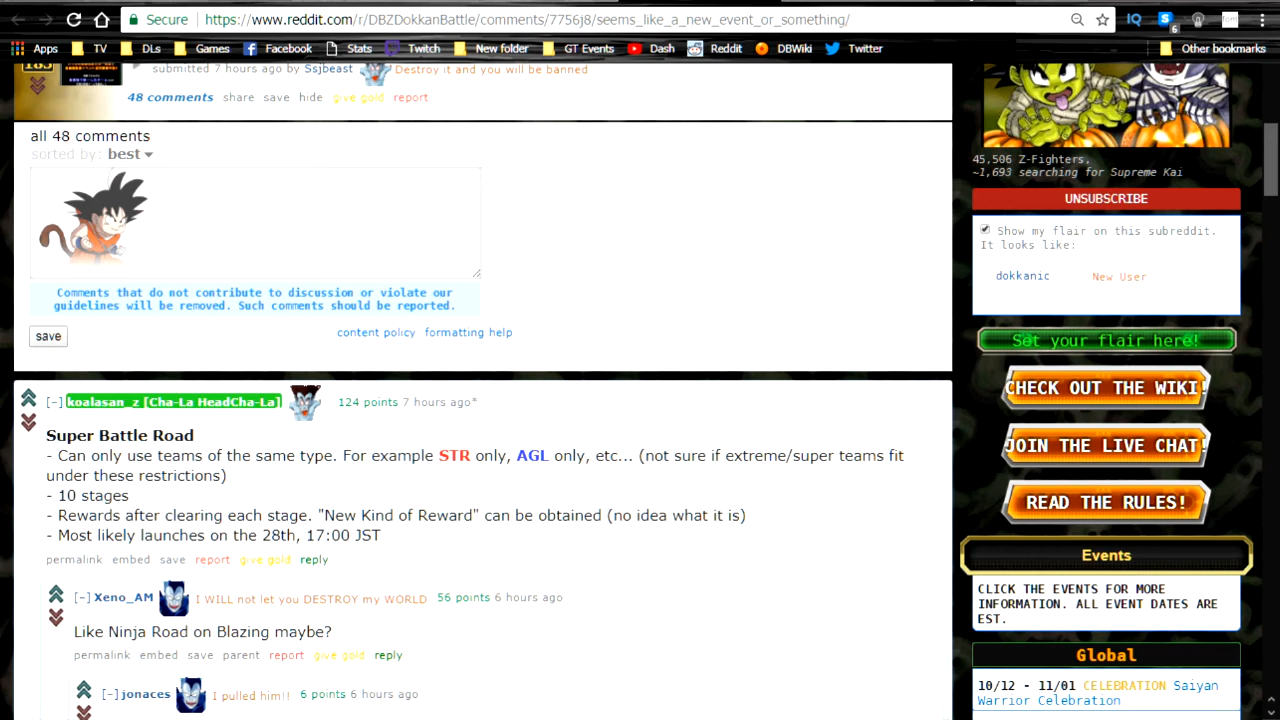 Secure https://www.reddit.com/r/DBZDokkanBattle/comments/7756j8/seems_like_a_new_event_or_something/
IQ S 6
Apps TV DLs Games Facebook Stats Twitch New folder GT Events Dash Reddit DBWiki Twitter Other bookmarks
183
submitted 7 hours ago by Ssjbeast Destroy it and you will be banned
48 comments share save hide give gold report
all 48 comments
sorted by: best
Comments that do not contribute to discussion or violate our
guidelines will be removed. Such comments should be reported.
save content policy formatting help
[-] koalasan_z [Cha-La HeadCha-La] 124 points 7 hours ago*
Super Battle Road
- Can only use teams of the same type. For example STR only, AGL only, etc... (not sure if extreme/super teams fit
under these restrictions)
- 10 stages
- Rewards after clearing each stage. "New Kind of Reward" can be obtained (no idea what it is)
- Most likely launches on the 28th, 17:00 JST
permalink embed save report give gold reply
[-] Xeno_AM I WILL not let you DESTROY my WORLD 56 points 6 hours ago
Like Ninja Road on Blazing maybe?
permalink embed save parent report give gold reply
[-] jonaces I pulled him!! 6 points 6 hours ago
45,506 Z-Fighters,
~1,693 searching for Supreme Kai
UNSUBSCRIBE
Show my flair on this subreddit.
It looks like:
dokkanic New User
Set your flair here!
CHECK OUT THE WIKI!
JOIN THE LIVE CHAT!
READ THE RULES!
Events
CLICK THE EVENTS FOR MORE
INFORMATION. ALL EVENT DATES ARE
EST.
Global
10/12 - 11/01 CELEBRATION Saiyan
Warrior Celebration